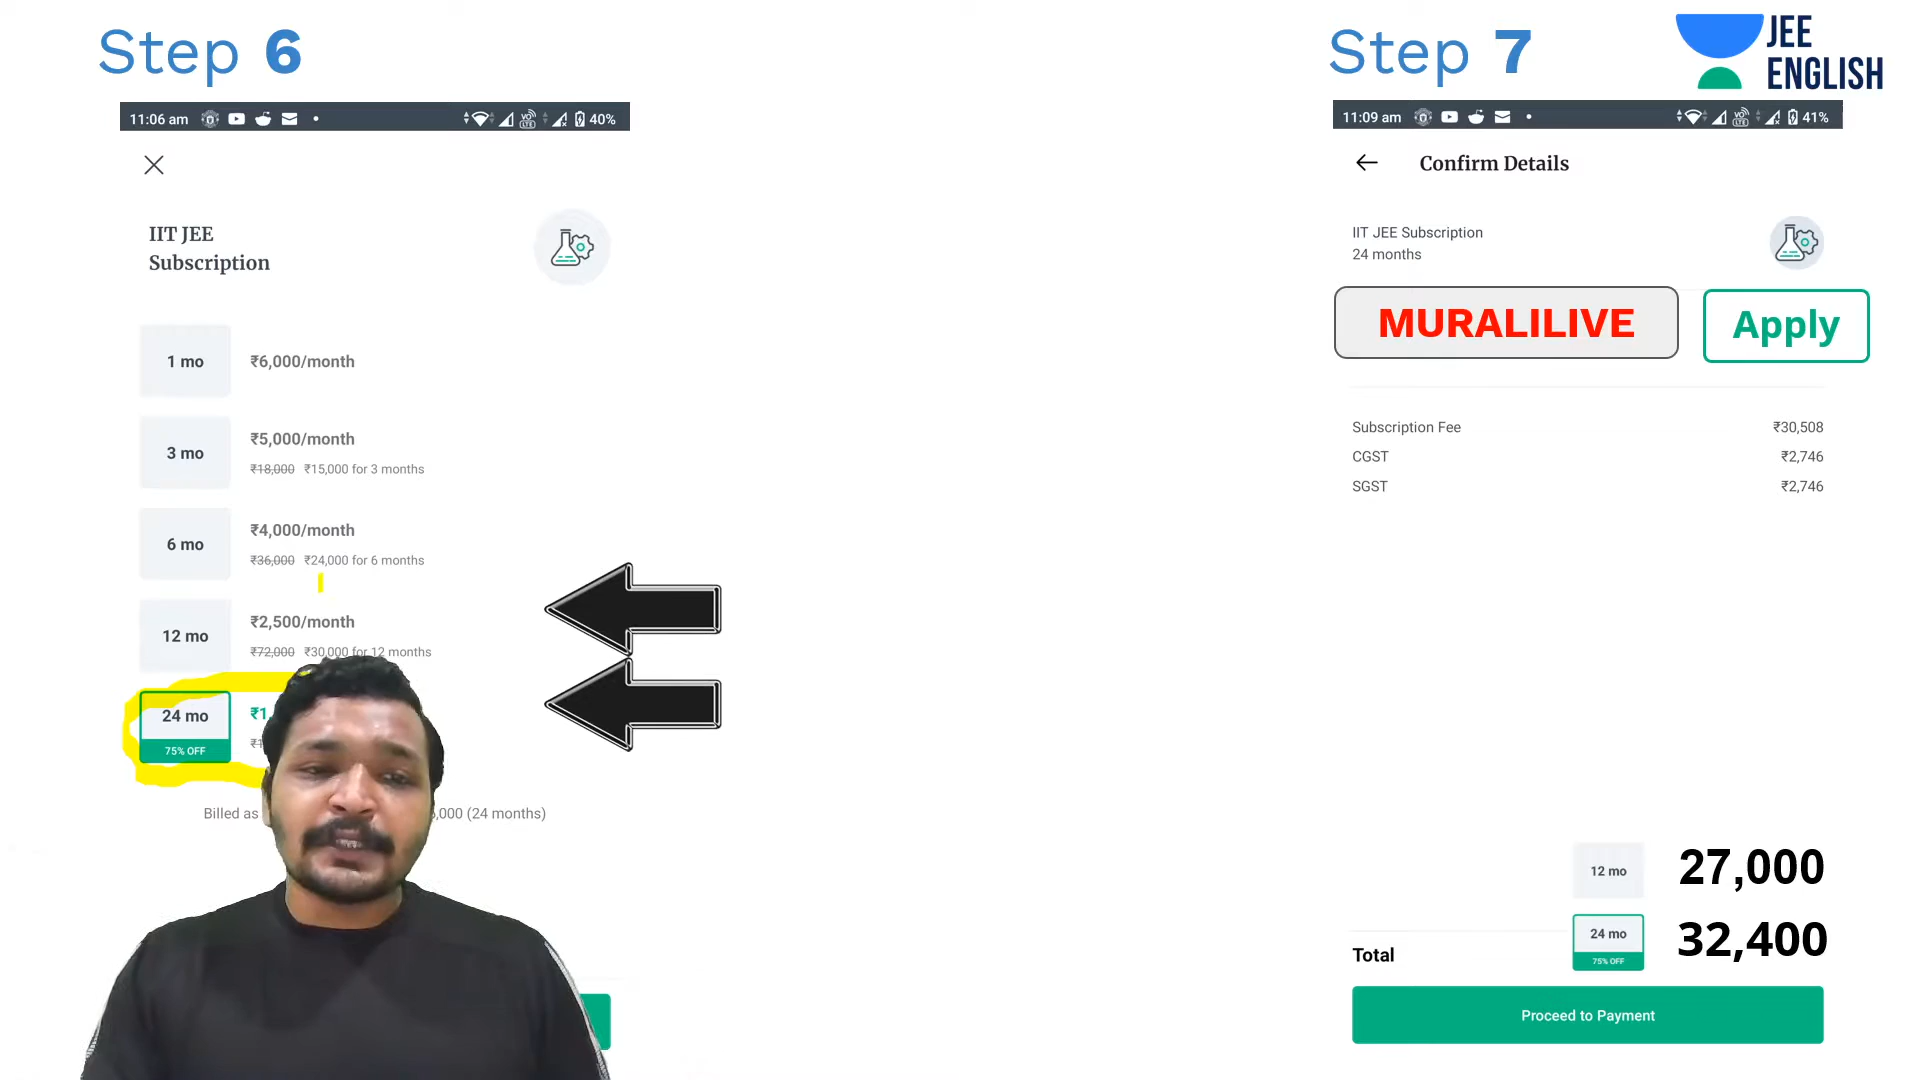 Step 6
11:06 am
VO
LTE
40%
IIT JEE
Subscription
1 mo
₹6,000/month
3 mo
₹5,000/month
₹18,000 ₹15,000 for 3 months
6 mo
₹4,000/month
₹36,000 ₹24,000 for 6 months
12 mo
₹2,500/month
₹72,000 ₹30,000 for 12 months
24 mo
75% OFF
Billed as
(24 months)
Step 7
JEE
ENGLISH
11:09 am
VO
LTE
41%
Confirm Details
IIT JEE Subscription
24 months
MURALILIVE
Apply
Subscription Fee ₹30,508
CGST ₹2,746
SGST ₹2,746
12 mo 27,000
24 mo 32,400
75% OFF
Total
Proceed to Payment